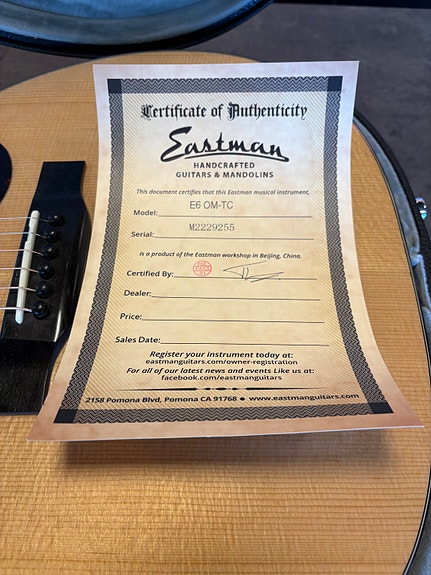 Certificate of Authenticity
Eastman
HANDCRAFTED
GUITARS & MANDOLINS
This document certifies that this Eastman musical instrument,
Model: E6 OM-TC
Serial: M2229255
is a product of the Eastman workshop in Beijing, China.
Certified By:
Dealer:
Price:
Sales Date:
Register your instrument today at:
eastmanguitars.com/owner-registration
For all of our latest news and events Like us at:
facebook.com/eastmanguitars
2158 Pomona Blvd, Pomona CA 91768 ● www.eastmanguitars.com